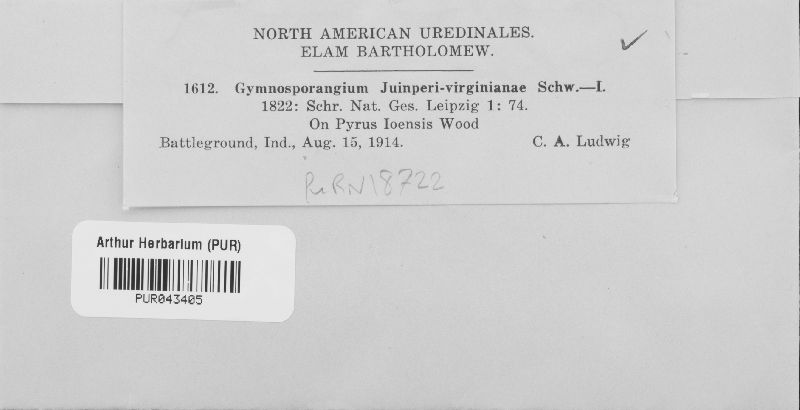 NORTH AMERICAN UREDINALES.
ELAM BARTHOLOMEW.
1612. Gymnosporangium Juinperi-virginianae Schw.—I.
1822: Schr. Nat. Ges. Leipzig 1: 74.
On Pyrus Ioensis Wood
Battleground, Ind., Aug. 15, 1914. C. A. Ludwig
18722
Arthur Herbarium (PUR)
PUR043405